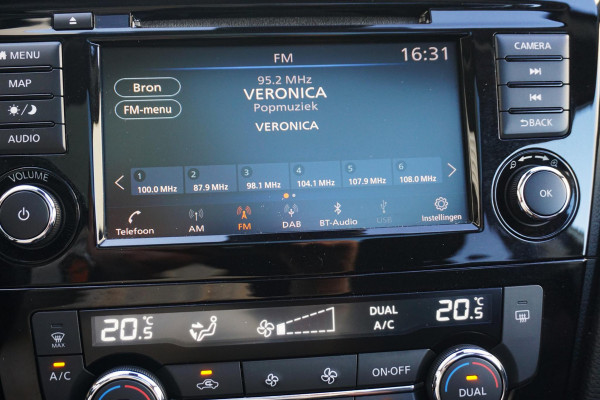 MENU
MAP
AUDIO
VOLUME
FM
16:31
Bron
FM-menu
95.2 MHz
VERONICA
Popmuziek
VERONICA
1 2 3 4 5 6
100.0 MHz 87.9 MHz 98.1 MHz 104.1 MHz 107.9 MHz 108.0 MHz
Telefoon AM FM DAB BT-Audio USB Instellingen
CAMERA
BACK
OK
20.5 °C
DUAL
A/C
20.5 °C
MAX
A/C
ON-OFF
DUAL